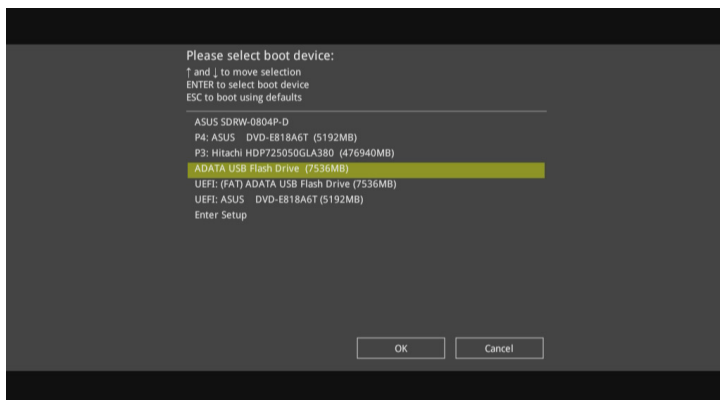 Please select boot device:
↑ and ↓ to move selection
ENTER to select boot device
ESC to boot using defaults
ASUS SDRW-0804P-D
P4: ASUS DVD-E818A6T (5192MB)
P3: Hitachi HDP725050GLA380 (476940MB)
ADATA USB Flash Drive (7536MB)
UEFI: (FAT) ADATA USB Flash Drive (7536MB)
UEFI: ASUS DVD-E818A6T (5192MB)
Enter Setup
OK Cancel